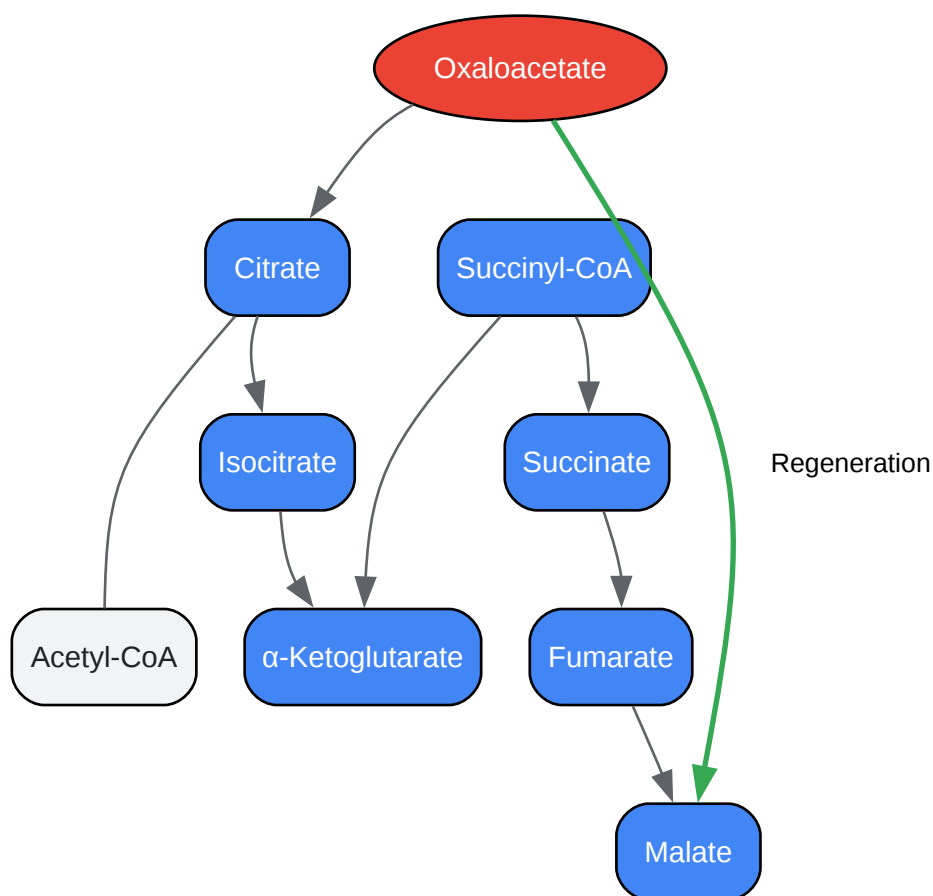 Oxaloacetate
Citrate
Succinyl-CoA
Isocitrate
Succinate
Regeneration
Acetyl-CoA
α-Ketoglutarate
Fumarate
Malate